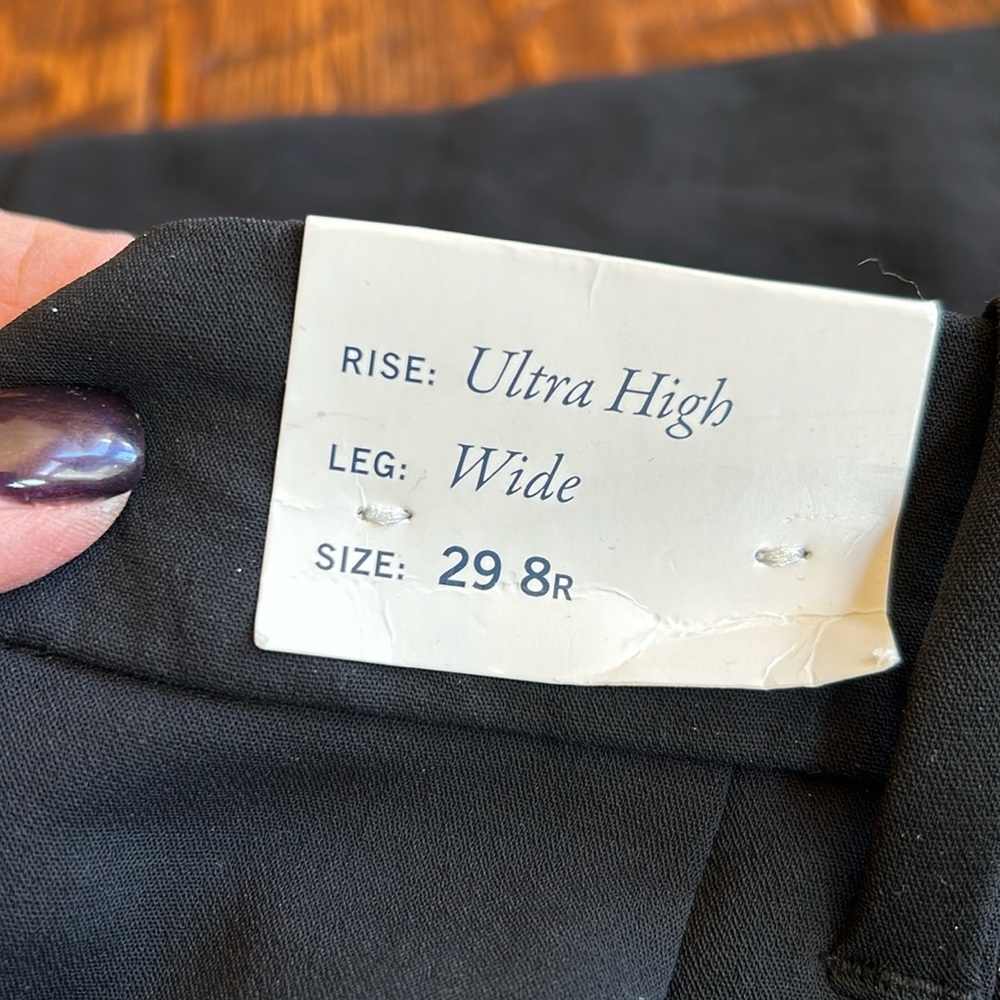 RISE: Ultra High
LEG: Wide
SIZE: 29 8R